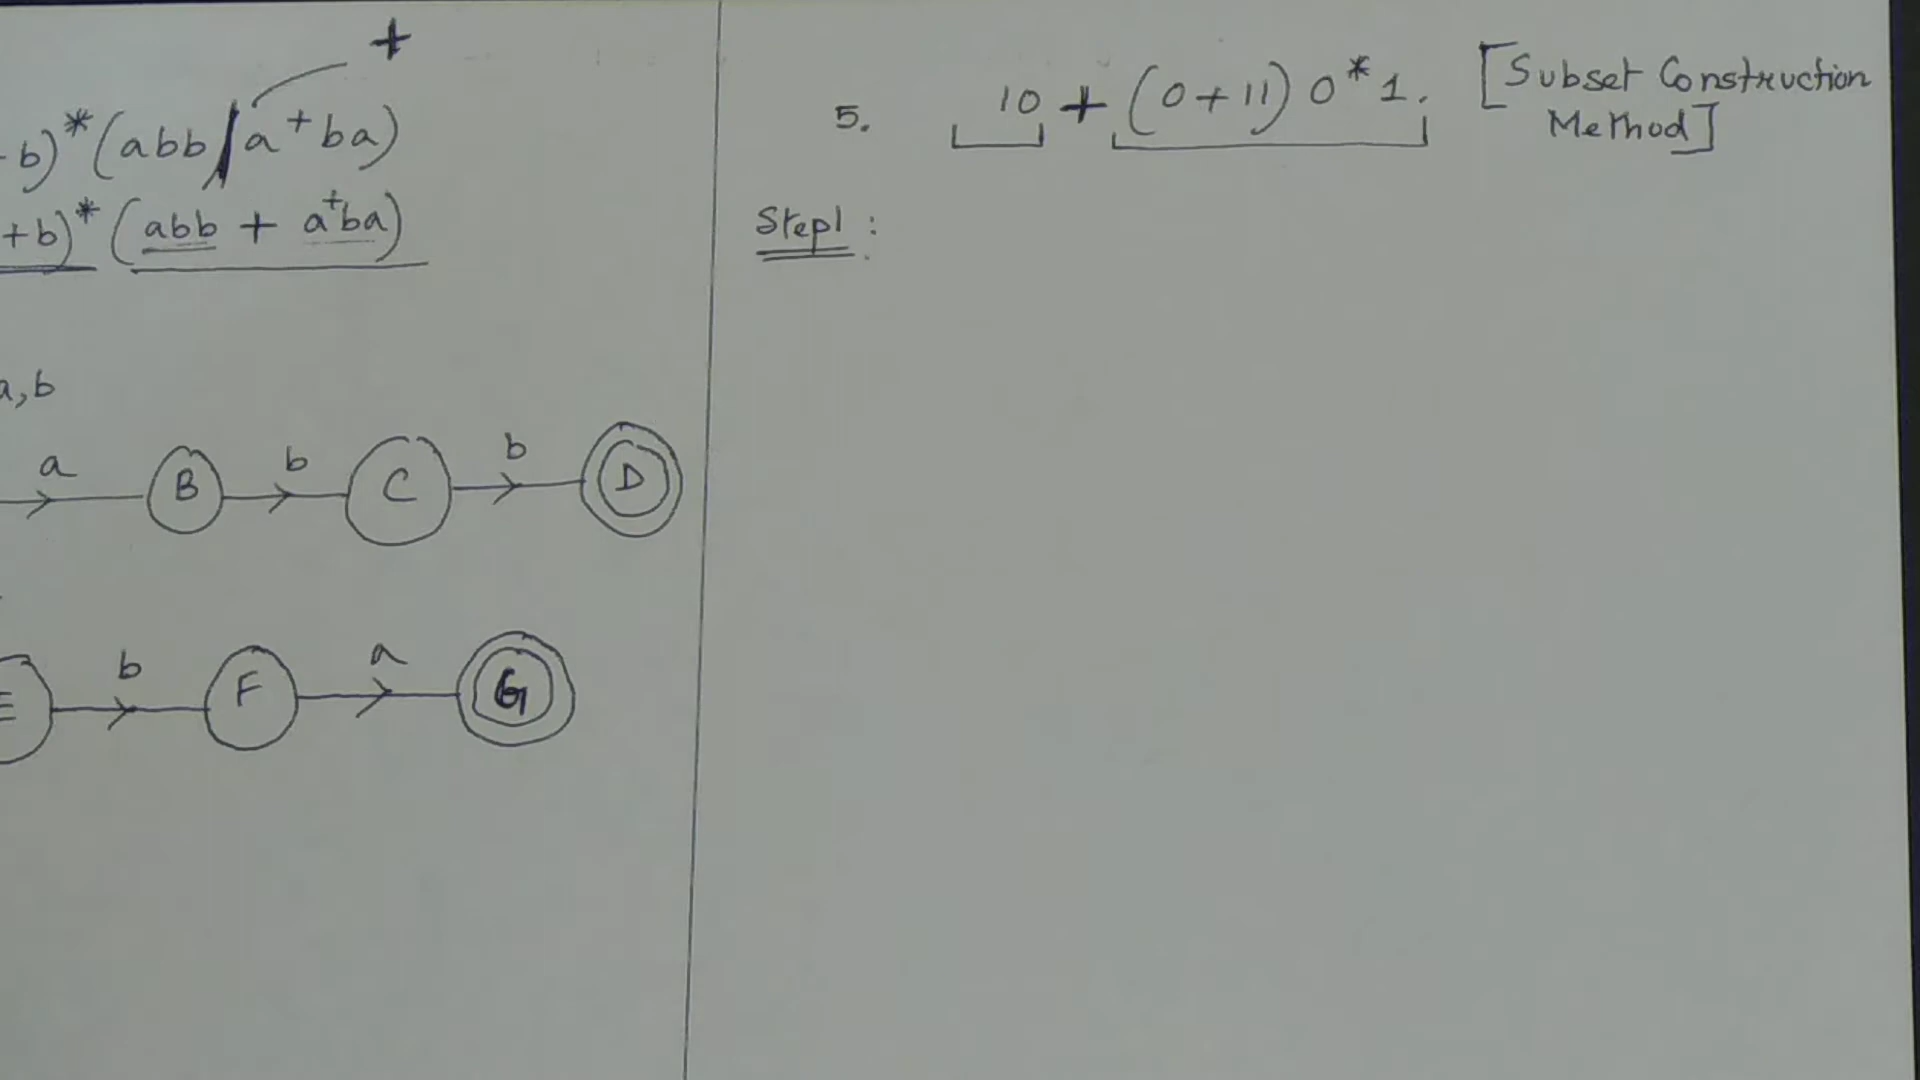 +
b)*(abb/a⁺ba)
+b)*(abb + a⁺ba)
a,b
a B b C b D
E b F a G
5. 10 + (0+11) 0*1. [Subset Construction
Method]
Step1 :